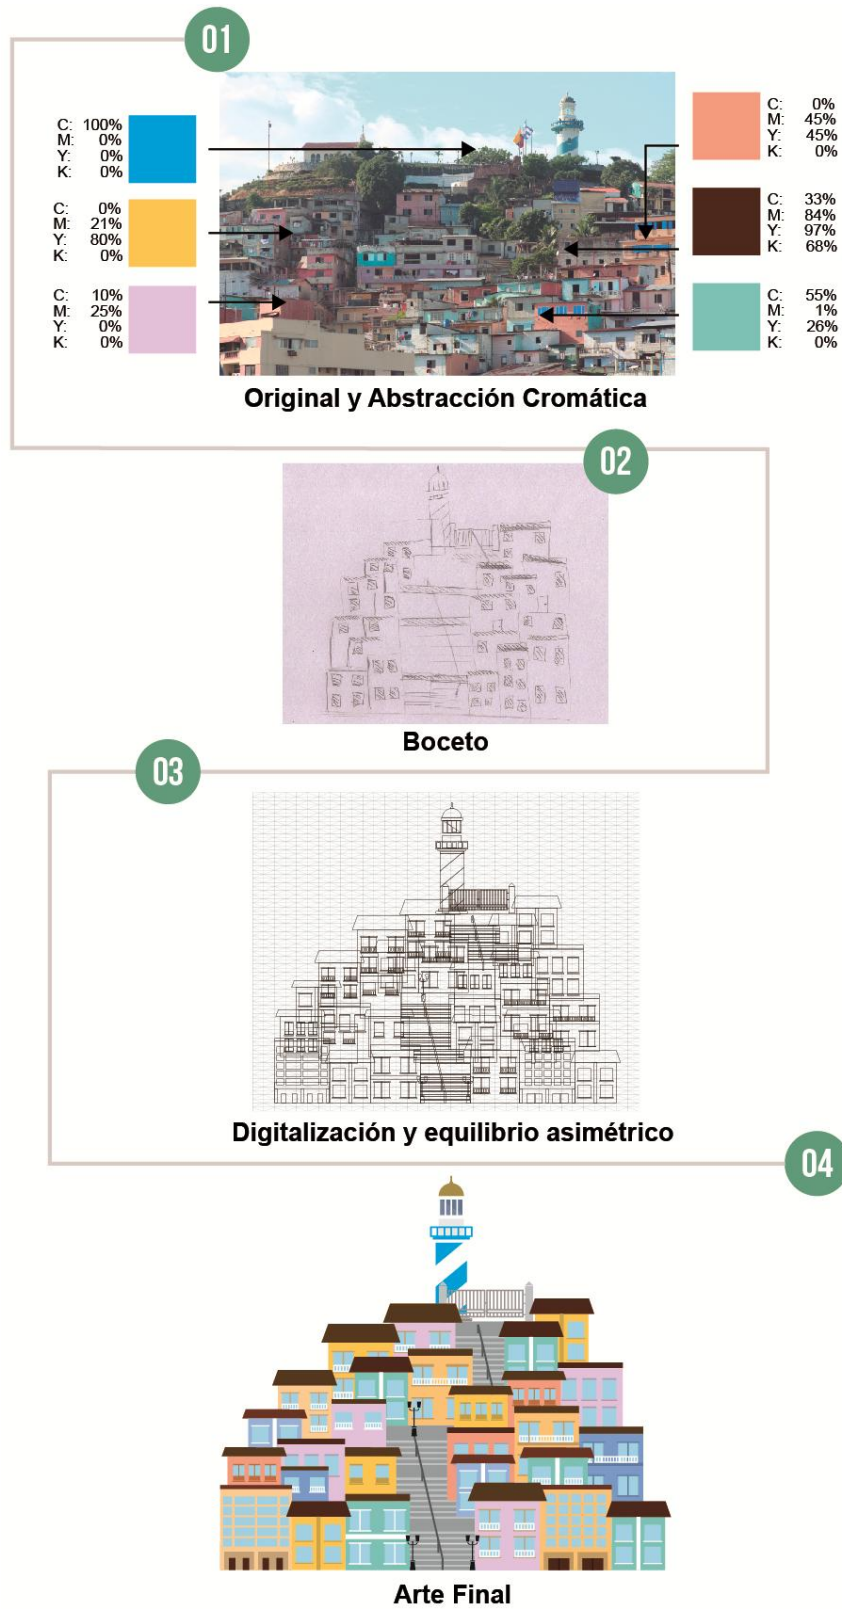 01
C: 100%
M: 0%
Y: 0%
K: 0%
C: 0%
M: 21%
Y: 80%
K: 0%
C: 10%
M: 25%
Y: 0%
K: 0%
C: 0%
M: 45%
Y: 45%
K: 0%
C: 33%
M: 84%
Y: 97%
K: 68%
C: 55%
M: 1%
Y: 26%
K: 0%
Original y Abstracción Cromática
02
Boceto
03
Digitalización y equilibrio asimétrico
04
Arte Final